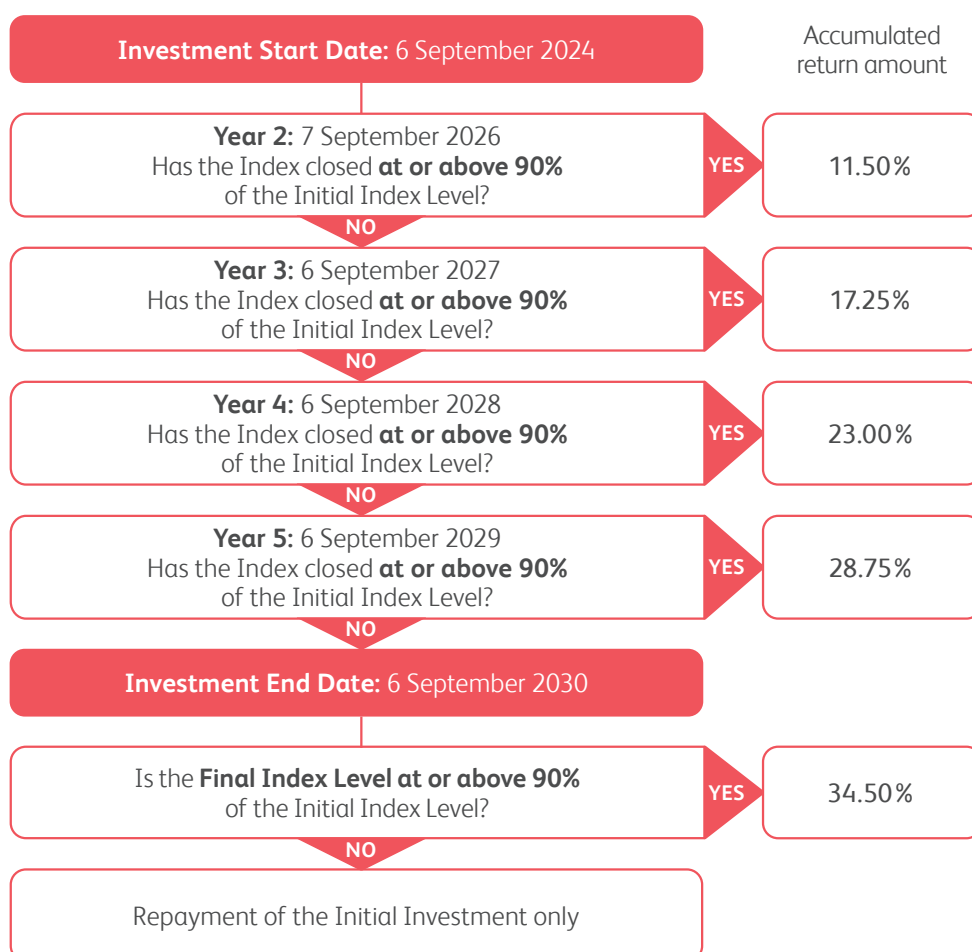 Investment Start Date: 6 September 2024
Accumulated
return amount
Year 2: 7 September 2026
Has the Index closed at or above 90%
of the Initial Index Level?
YES
11.50%
NO
Year 3: 6 September 2027
Has the Index closed at or above 90%
of the Initial Index Level?
YES
17.25%
NO
Year 4: 6 September 2028
Has the Index closed at or above 90%
of the Initial Index Level?
YES
23.00%
NO
Year 5: 6 September 2029
Has the Index closed at or above 90%
of the Initial Index Level?
YES
28.75%
NO
Investment End Date: 6 September 2030
Is the Final Index Level at or above 90%
of the Initial Index Level?
YES
34.50%
NO
Repayment of the Initial Investment only